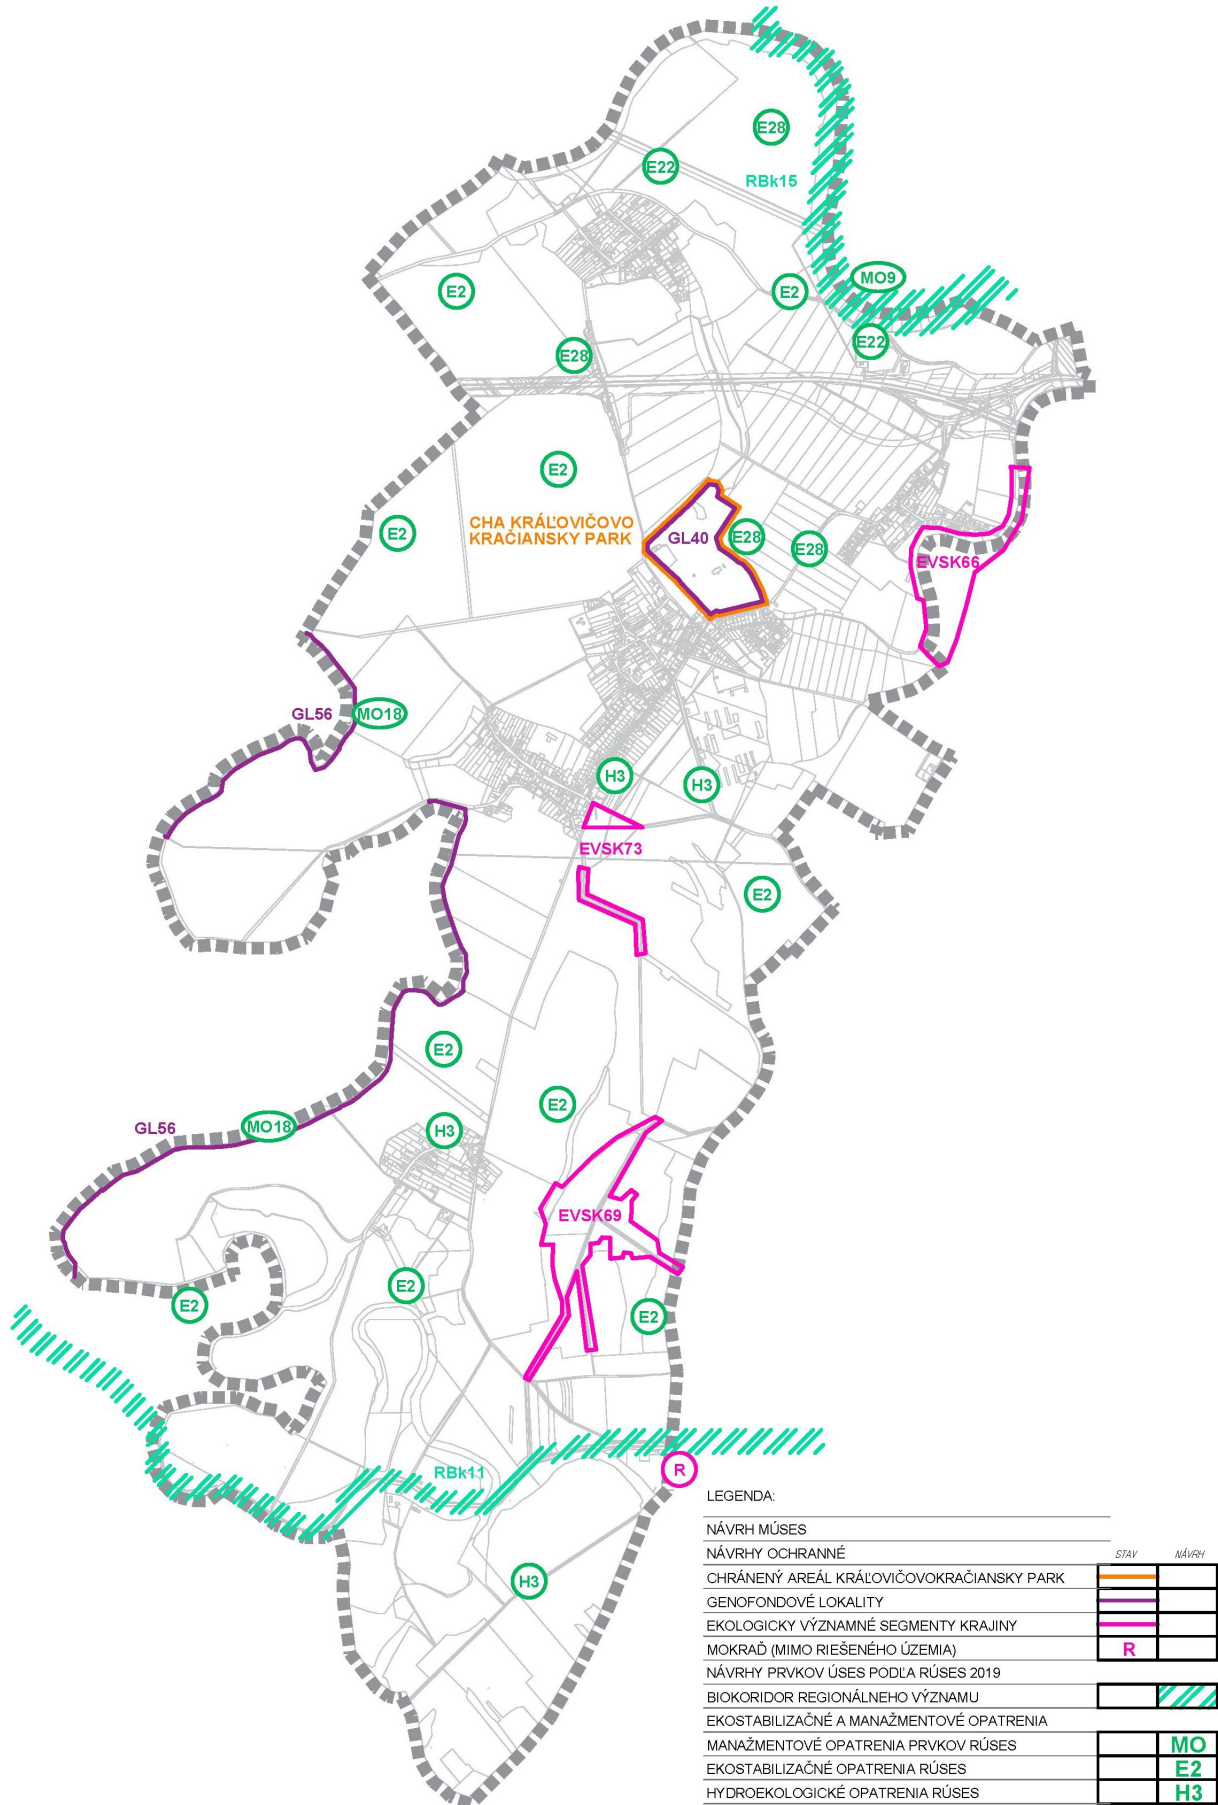 E28
E22
RBk15
MO9
E2
E2
E22
E28
E2
E2
CHA KRÁĽOVIČOVO
KRAČIANSKY PARK
GL40
E28
E28
EVSK66
GL56
MO18
H3
H3
EVSK73
E2
E2
E2
GL56
MO18
H3
EVSK69
E2
E2
E2
RBk11
R
H3
LEGENDA:
NÁVRH MÚSES
NÁVRHY OCHRANNÉ STAV NÁVRH
CHRÁNENÝ AREÁL KRÁĽOVIČOVOKRAČIANSKY PARK
GENOFONDOVÉ LOKALITY
EKOLOGICKY VÝZNAMNÉ SEGMENTY KRAJINY
MOKRAĎ (MIMO RIEŠENÉHO ÚZEMIA) R
NÁVRHY PRVKOV ÚSES PODĽA RÚSES 2019
BIOKORIDOR REGIONÁLNEHO VÝZNAMU
EKOSTABILIZAČNÉ A MANAŽMENTOVÉ OPATRENIA
MANAŽMENTOVÉ OPATRENIA PRVKOV RÚSES MO
EKOSTABILIZAČNÉ OPATRENIA RÚSES E2
HYDROEKOLOGICKÉ OPATRENIA RÚSES H3